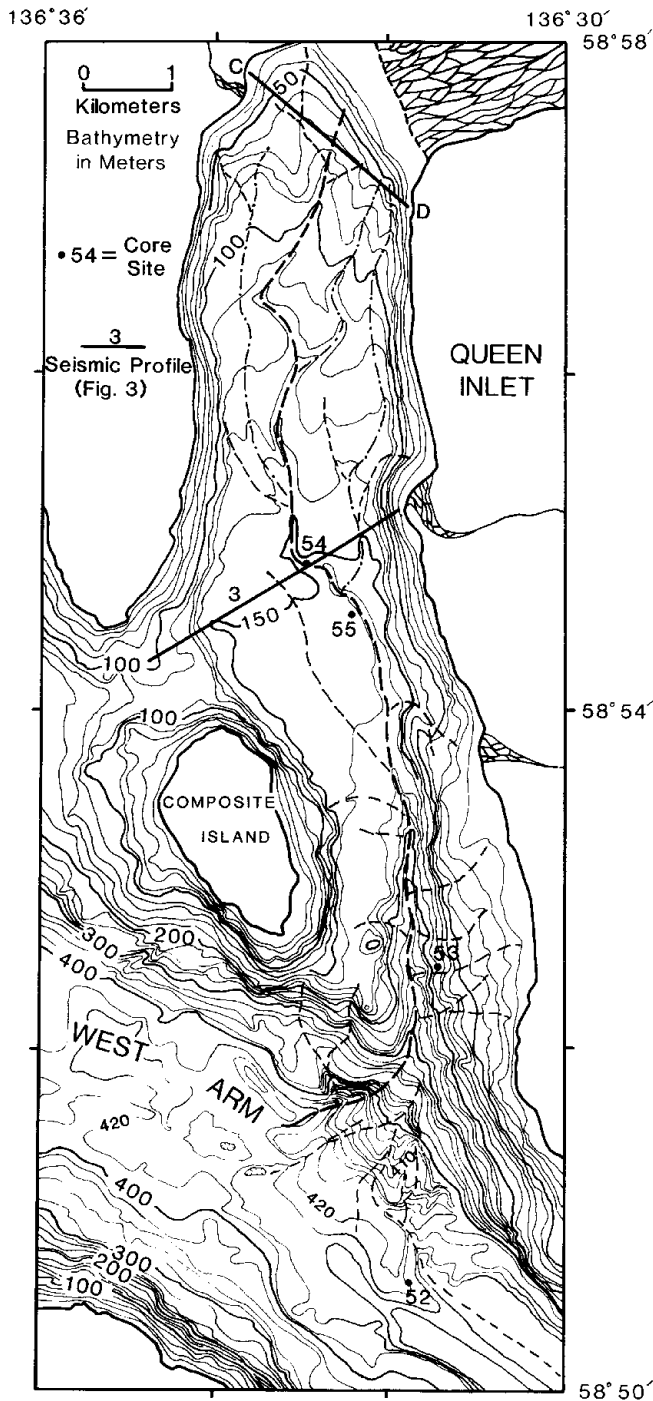 136°36′
136°30′
58°58′
0 1
Kilometers
Bathymetry
in Meters
C
50
D
•54= Core
Site
100
3
Seismic Profile
(Fig. 3)
QUEEN
INLET
54
3
150
55
100
58°54′
100
COMPOSITE
ISLAND
300
200
400
53
WEST
ARM
420
400
420
300
200
100
52
58°50′